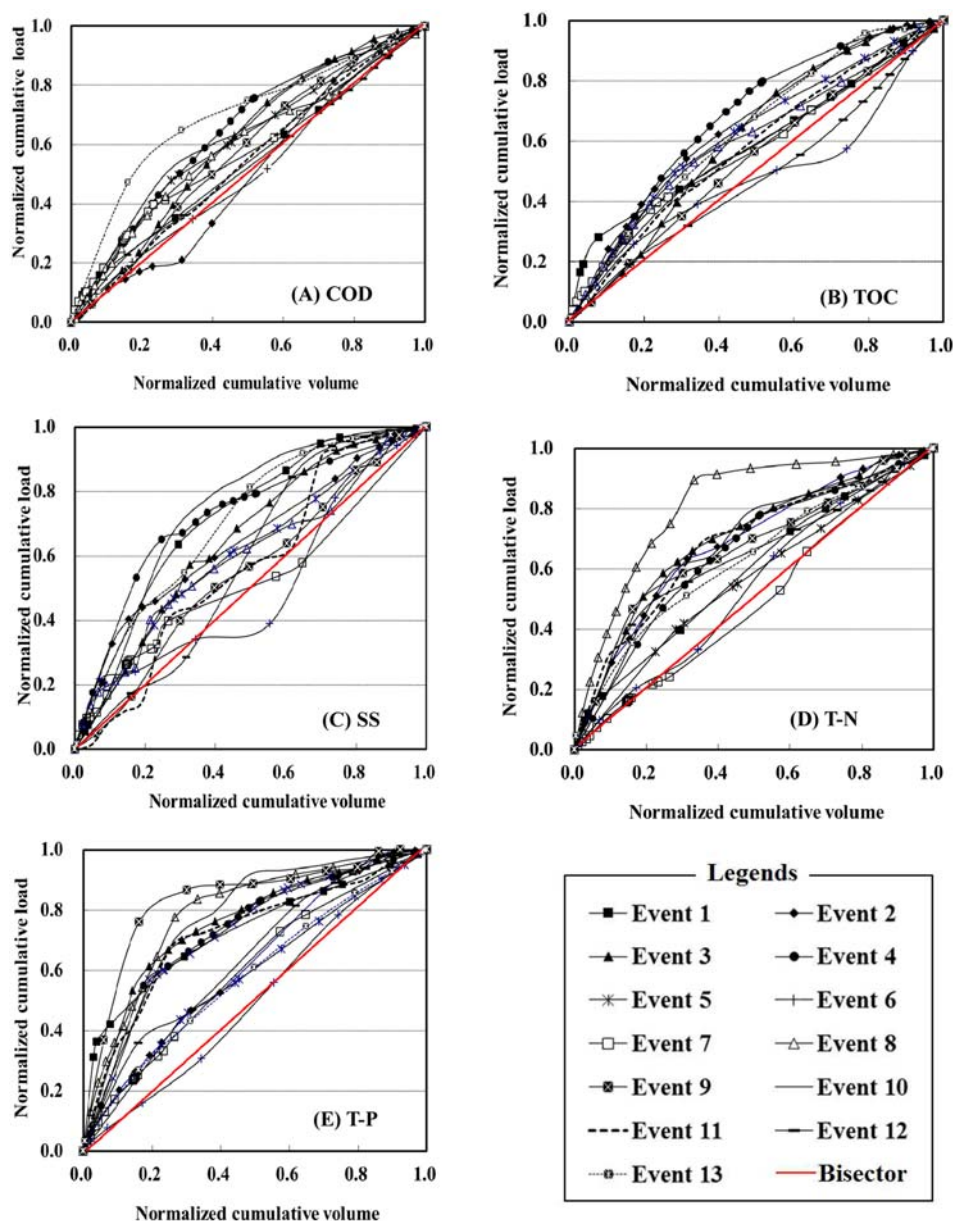 Normalized cumulative load
1.0
0.8
0.6
0.4
0.2
0.0
(A) COD
0.0 0.2 0.4 0.6 0.8 1.0
Normalized cumulative volume
Normalized cumulative load
1.0
0.8
0.6
0.4
0.2
0.0
(B) TOC
0.0 0.2 0.4 0.6 0.8 1.0
Normalized cumulative volume
Normalized cumulative load
1.0
0.8
0.6
0.4
0.2
0.0
(C) SS
0.0 0.2 0.4 0.6 0.8 1.0
Normalized cumulative volume
Normalized cumulative load
1.0
0.8
0.6
0.4
0.2
0.0
(D) T-N
0.0 0.2 0.4 0.6 0.8 1.0
Normalized cumulative volume
Normalized cumulative load
1.0
0.8
0.6
0.4
0.2
0.0
(E) T-P
0.0 0.2 0.4 0.6 0.8 1.0
Normalized cumulative volume
Legends
Event 1 Event 2
Event 3 Event 4
Event 5 Event 6
Event 7 Event 8
Event 9 Event 10
Event 11 Event 12
Event 13 Bisector